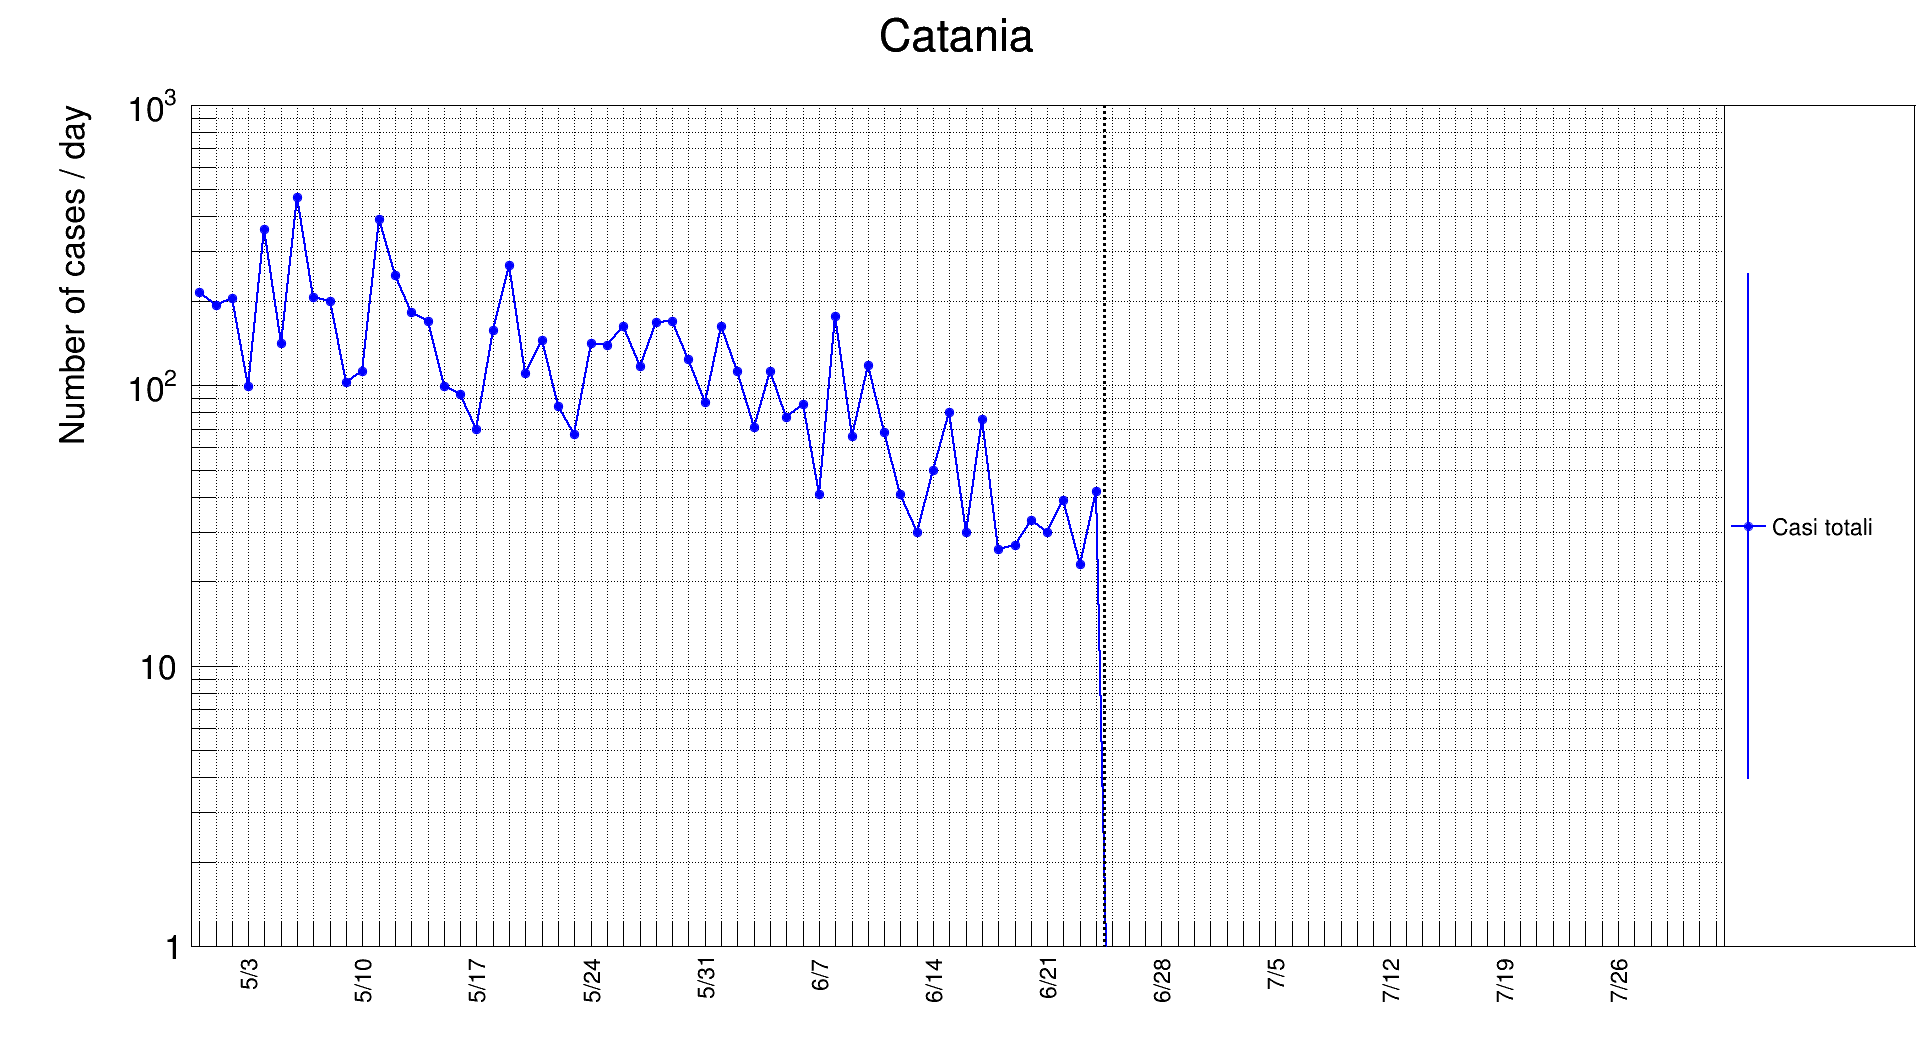 Catania
Number of cases / day
10³
10²
10
1
5/3 5/10 5/17 5/24 5/31 6/7 6/14 6/21 6/28 7/5 7/12 7/19 7/26
Casi totali